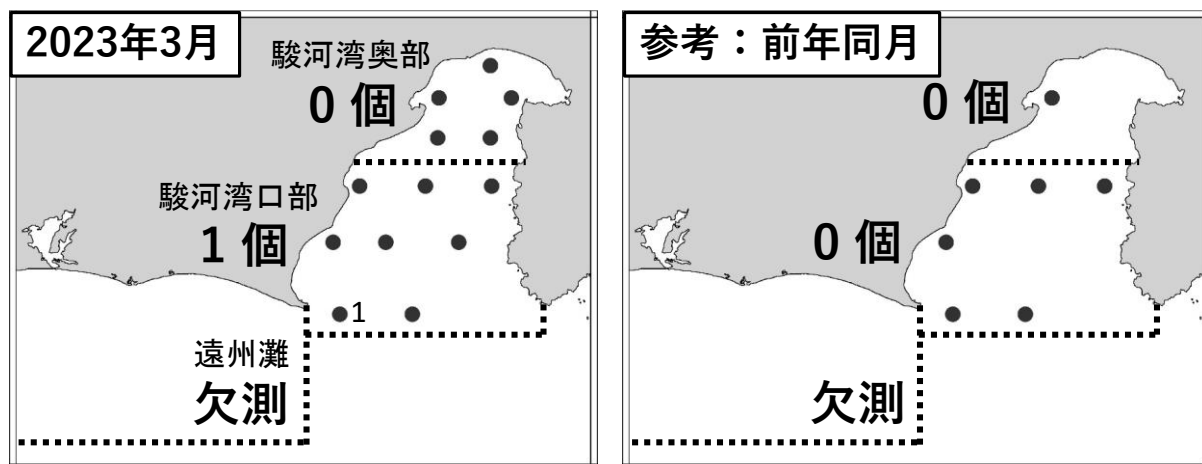 2023年3月
駿河湾奥部
0 個
駿河湾口部
1 個
1
遠州灘
欠測
参考：前年同月
0 個
0 個
欠測